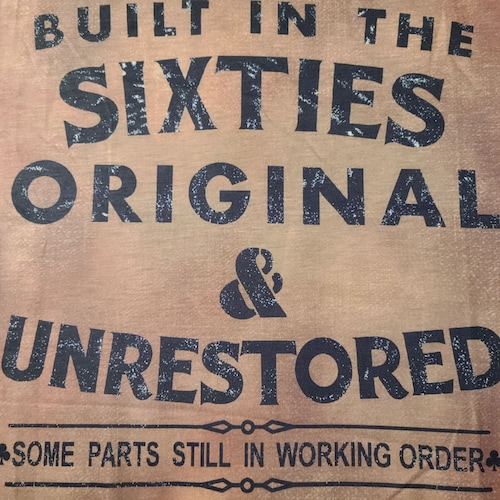 BUILT IN THE
SIXTIES
ORIGINAL
&
UNRESTORED
SOME PARTS STILL IN WORKING ORDER